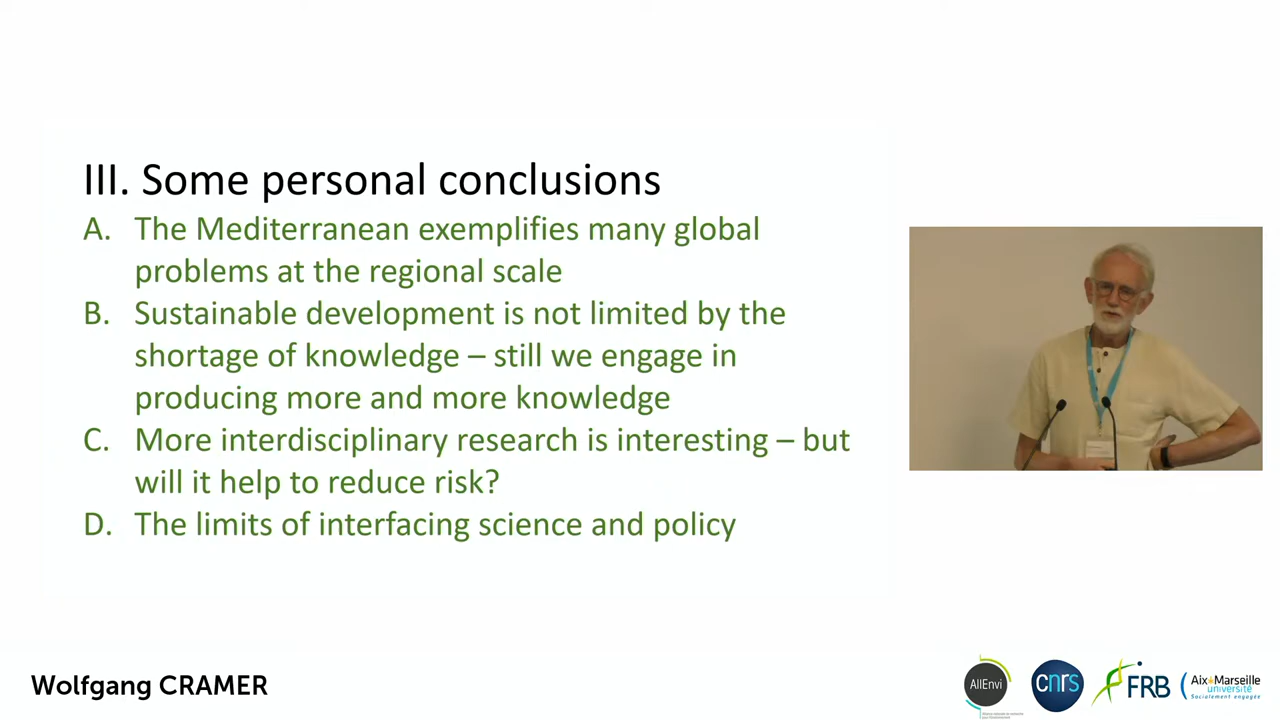 III. Some personal conclusions
A. The Mediterranean exemplifies many global
problems at the regional scale
B. Sustainable development is not limited by the
shortage of knowledge – still we engage in
producing more and more knowledge
C. More interdisciplinary research is interesting – but
will it help to reduce risk?
D. The limits of interfacing science and policy
Wolfgang CRAMER
AllEnvi
cnrs
FRB
Aix Marseille
université
Socialement engagée